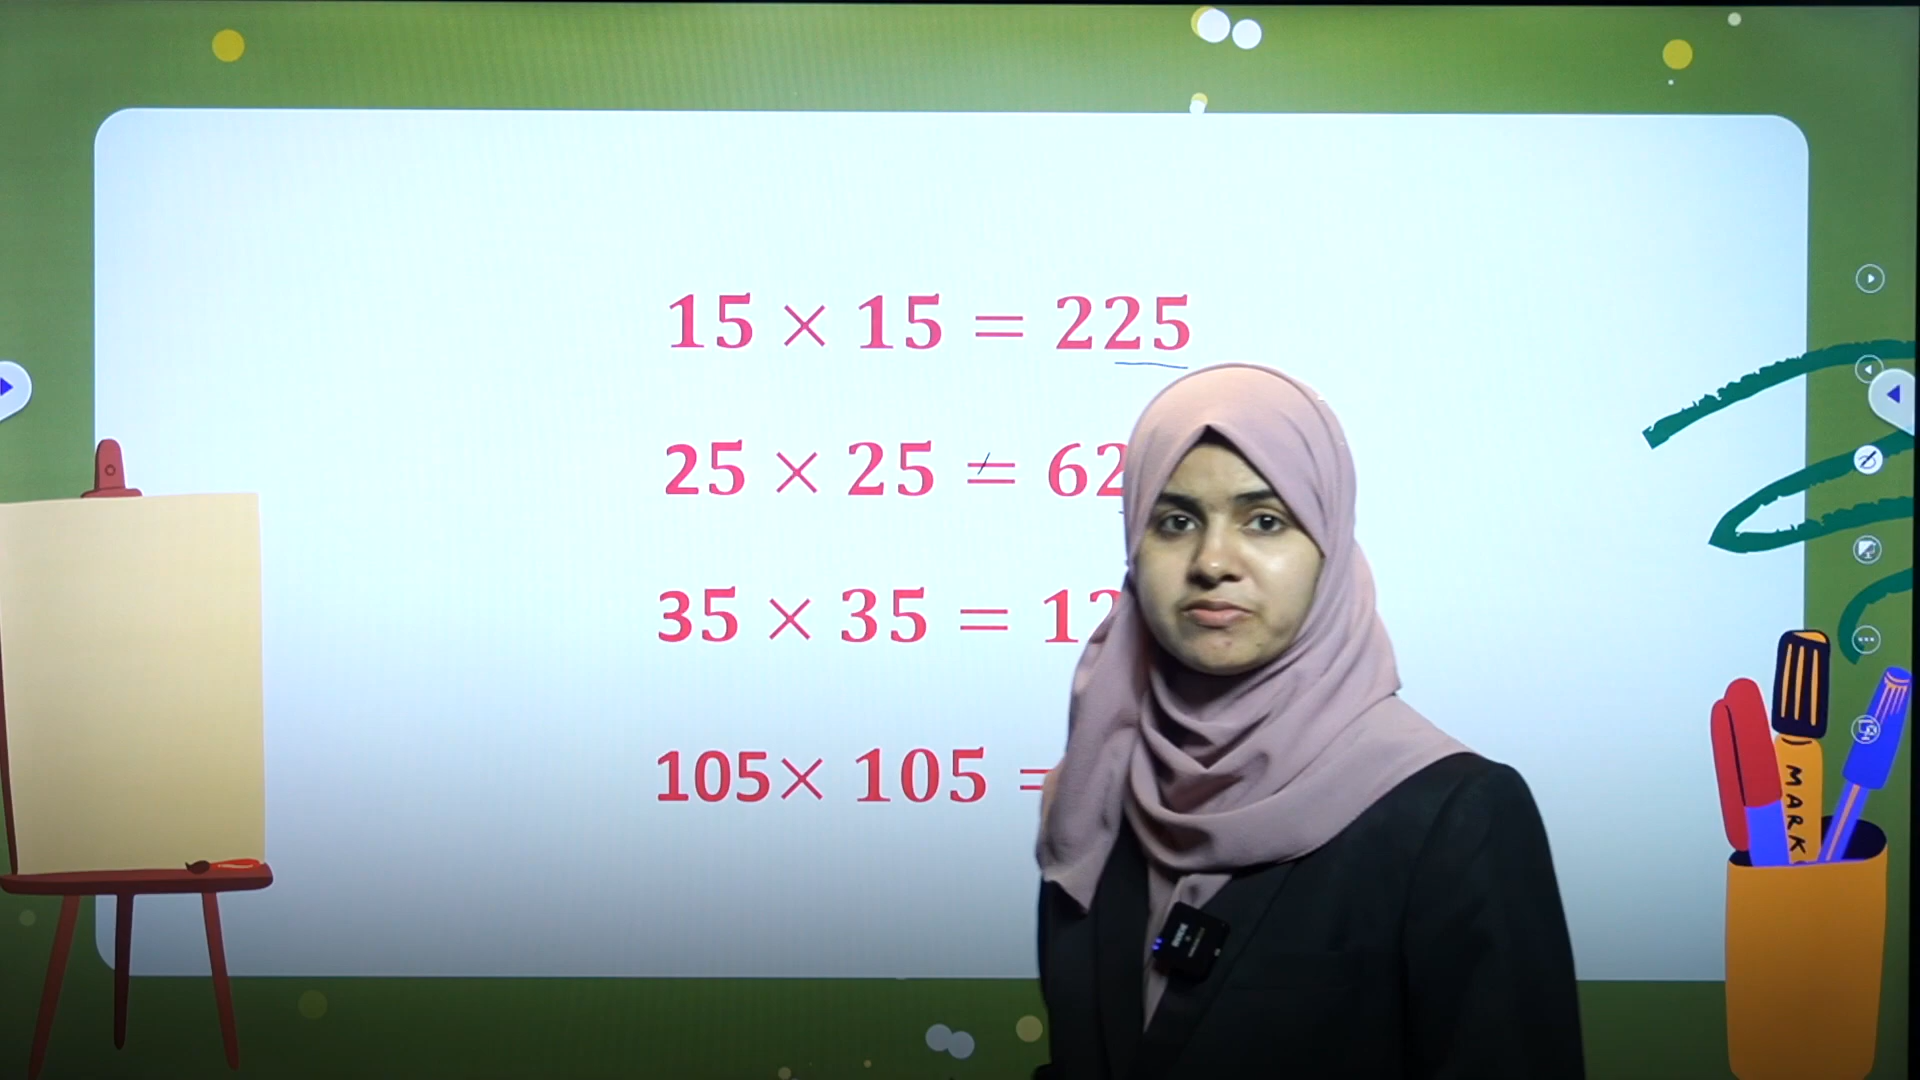 15 × 15 = 225
25 × 25 = 62
35 × 35 = 12
105× 105 =
MARK